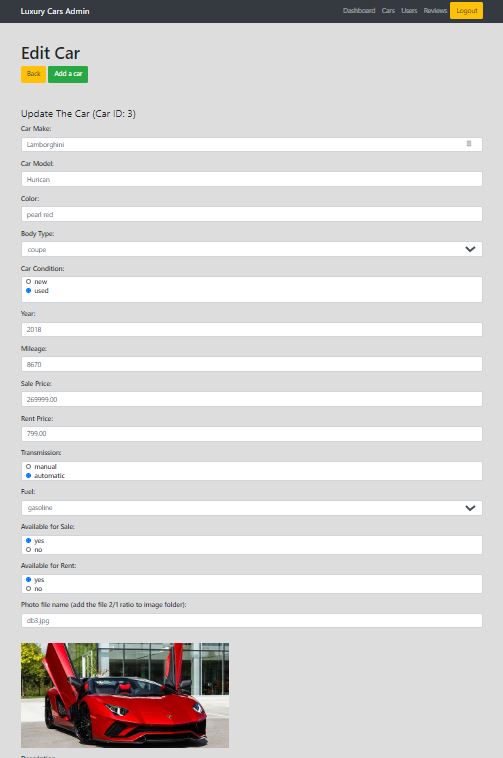 Luxury Cars Admin Dashboard Cars Users Reviews Logout
Edit Car
Back Add a car
Update The Car (Car ID: 3)
Car Make:
Lamborghini
Car Model:
Hurican
Color:
pearl red
Body Type:
coupe
Car Condition:
new
used
Year:
2018
Mileage:
8670
Sale Price:
269999.00
Rent Price:
799.00
Transmission:
manual
automatic
Fuel:
gasoline
Available for Sale:
yes
no
Available for Rent:
yes
no
Photo file name (add the file 2/1 ratio to image folder):
db3.jpg